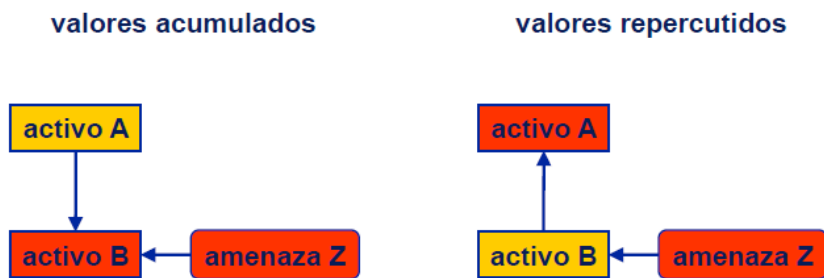 valores acumulados
activo A
activo B
amenaza Z
valores repercutidos
activo A
activo B
amenaza Z